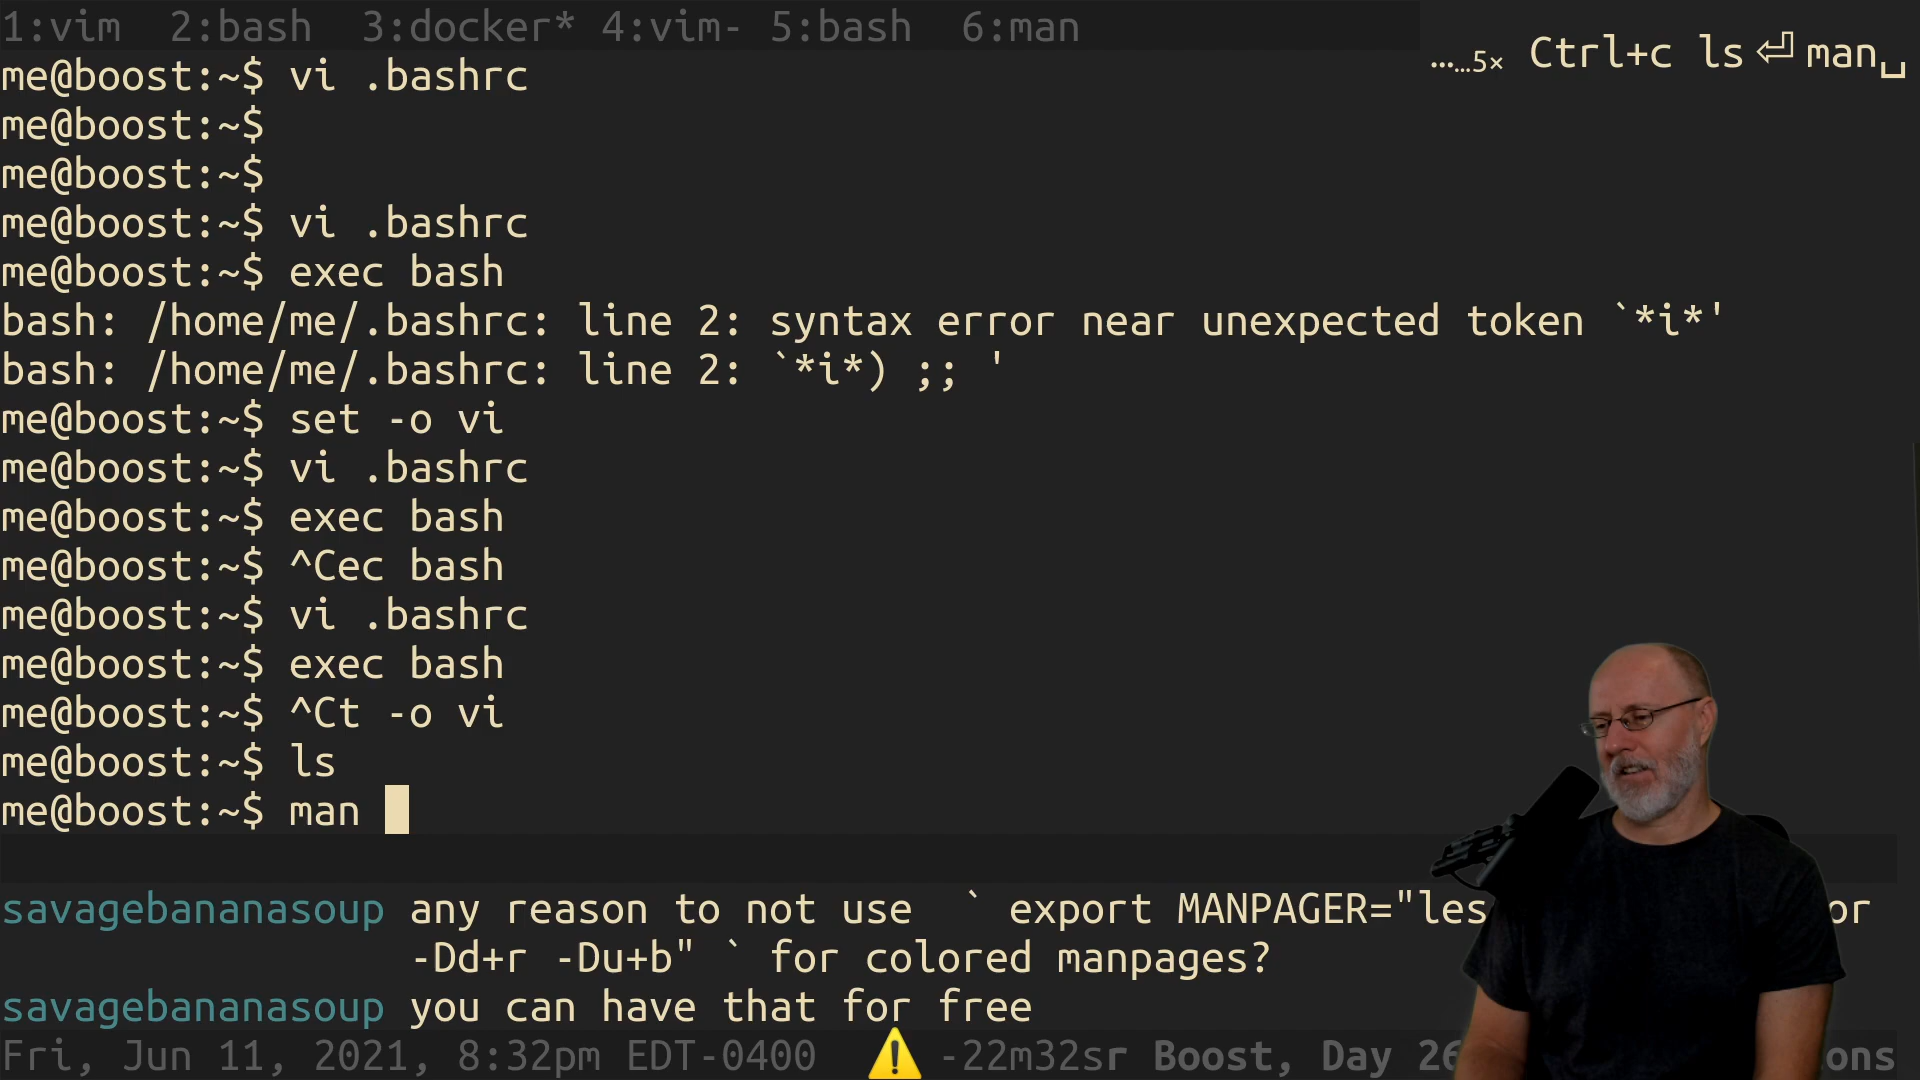 1:vim  2:bash  3:docker* 4:vim- 5:bash  6:man
……5× Ctrl+c ls⏎man␣
me@boost:~$ vi .bashrc
me@boost:~$
me@boost:~$
me@boost:~$ vi .bashrc
me@boost:~$ exec bash
bash: /home/me/.bashrc: line 2: syntax error near unexpected token `*i*'
bash: /home/me/.bashrc: line 2: `*i*) ;; '
me@boost:~$ set -o vi
me@boost:~$ vi .bashrc
me@boost:~$ exec bash
me@boost:~$ ^Cec bash
me@boost:~$ vi .bashrc
me@boost:~$ exec bash
me@boost:~$ ^Ct -o vi
me@boost:~$ ls
me@boost:~$ man
savagebananasoup any reason to not use  ` export MANPAGER="les or
-Dd+r -Du+b" ` for colored manpages?
savagebananasoup you can have that for free
Fri, Jun 11, 2021, 8:32pm EDT-0400 ⚠ -22m32sr Boost, Day 26 ons